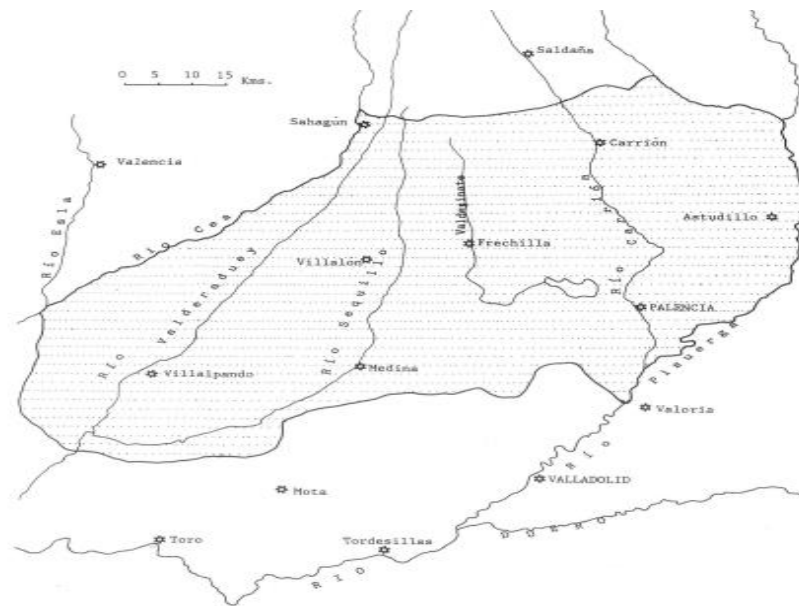 Saldaña
0 5 10 15 Kms.
Sahagún
Carrión
Valencia
Río Esla
Río Cea
Valdeginate
Río Carrión
Astudillo
Frechilla
Villalón
Río Valderaduey
Río Sequillo
PALENCIA
Villalpando
Medina
Río Pisuerga
Valoria
VALLADOLID
Mota
Toro
Tordesillas
RIO DUERO